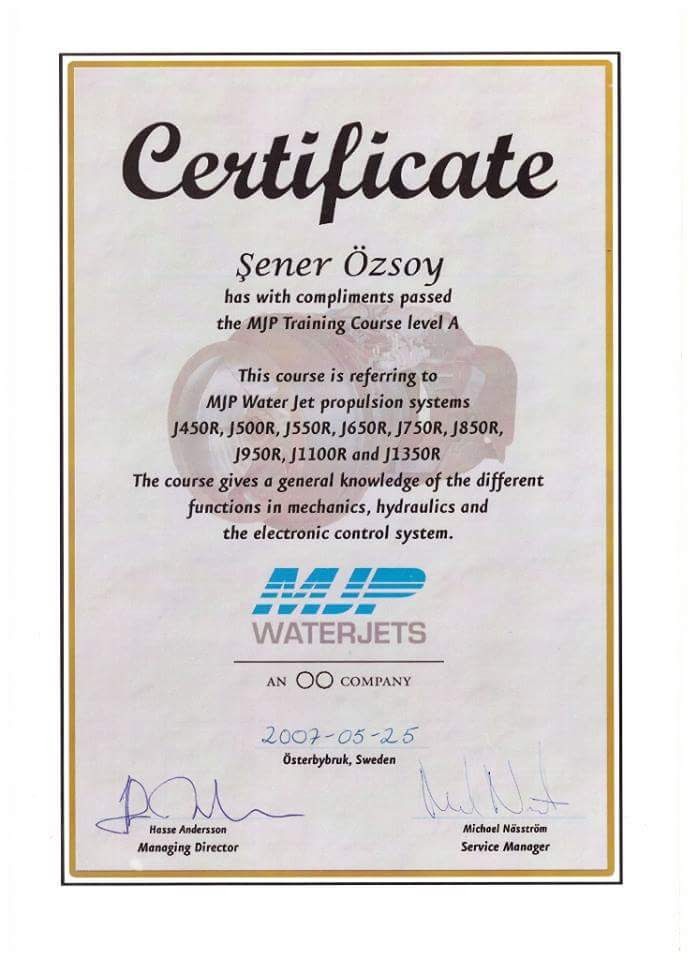 Certificate
Şener Özsoy
has with compliments passed
the MJP Training Course level A
This course is referring to
MJP Water Jet propulsion systems
J450R, J500R, J550R, J650R, J750R, J850R,
J950R, J1100R and J1350R
The course gives a general knowledge of the different
functions in mechanics, hydraulics and
the electronic control system.
MJP
WATERJETS
AN OO COMPANY
2007-05-25
Österbybruk, Sweden
Hasse Andersson
Managing Director
Michael Näsström
Service Manager